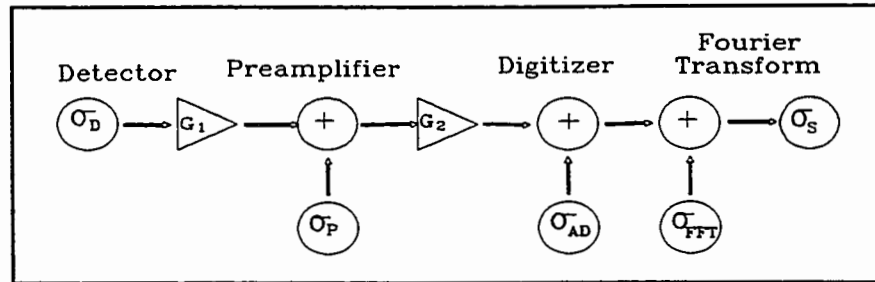 Fourier
Detector Preamplifier Digitizer Transform
σD G1 + G2 + + σS
σP σAD σFFT